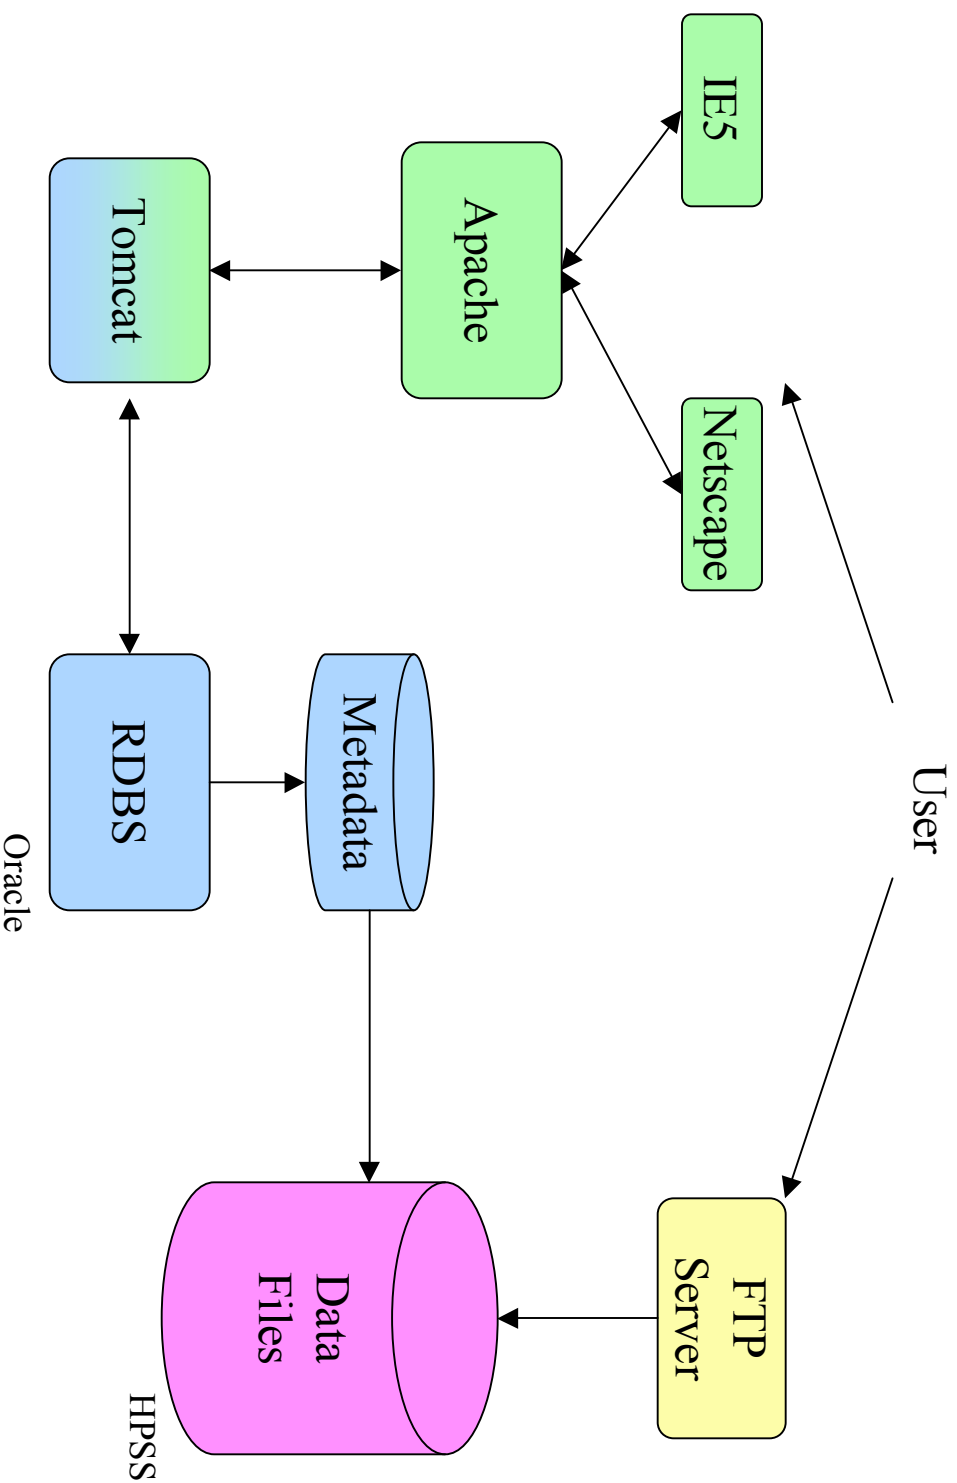 User
IE5
Netscape
FTP
Server
Apache
Metadata
Data
Files
Tomcat
RDBS
HPSS
Oracle